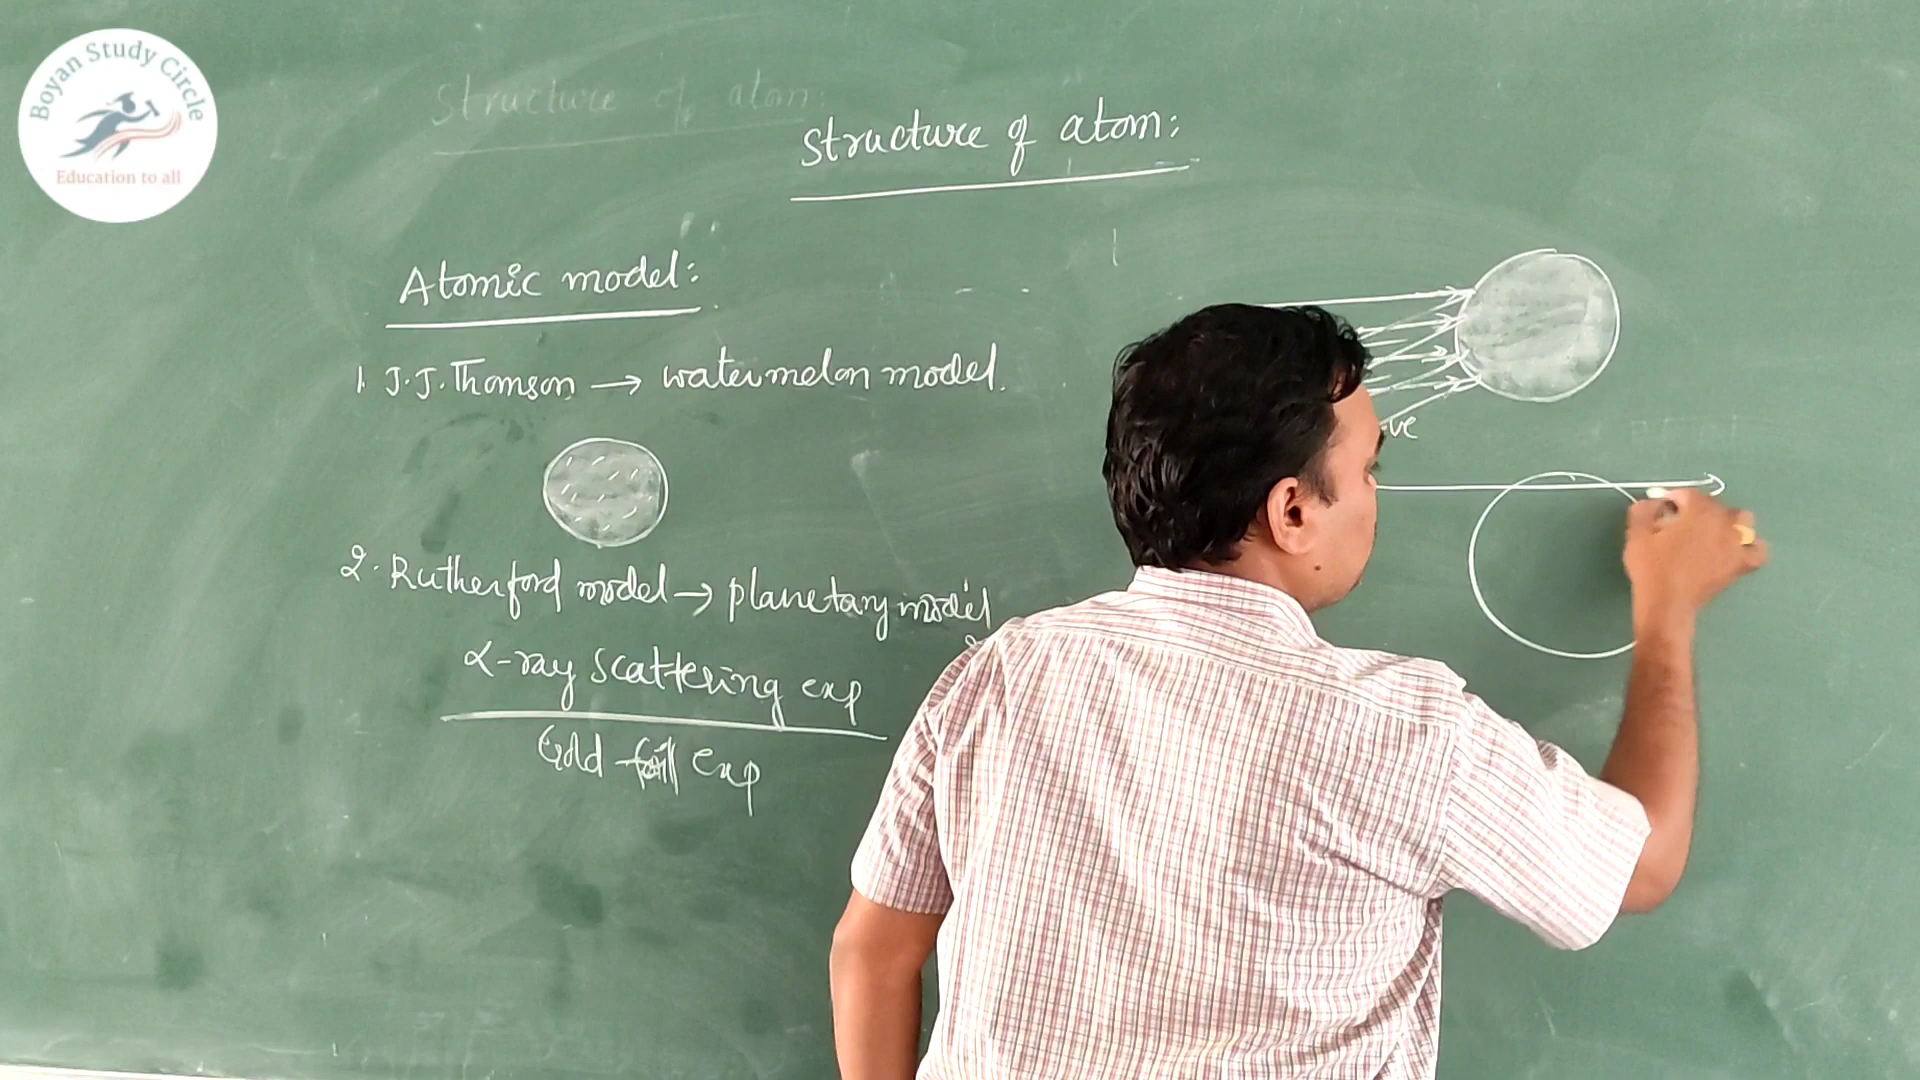 Boyan Study Circle
Education to all
Structure of atom:
Structure of atom:
Atomic model:
1. J.J. Thomson → watermelon model.
-ve
2. Rutherford model → planetary model
α-ray scattering exp
Gold foil exp